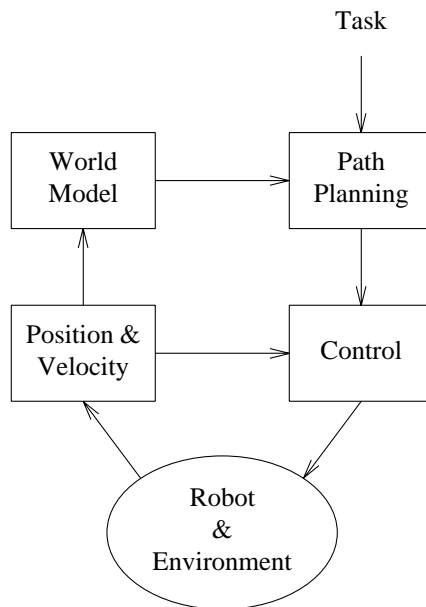 Task
World
Model
Path
Planning
Position &
Velocity
Control
Robot
&
Environment